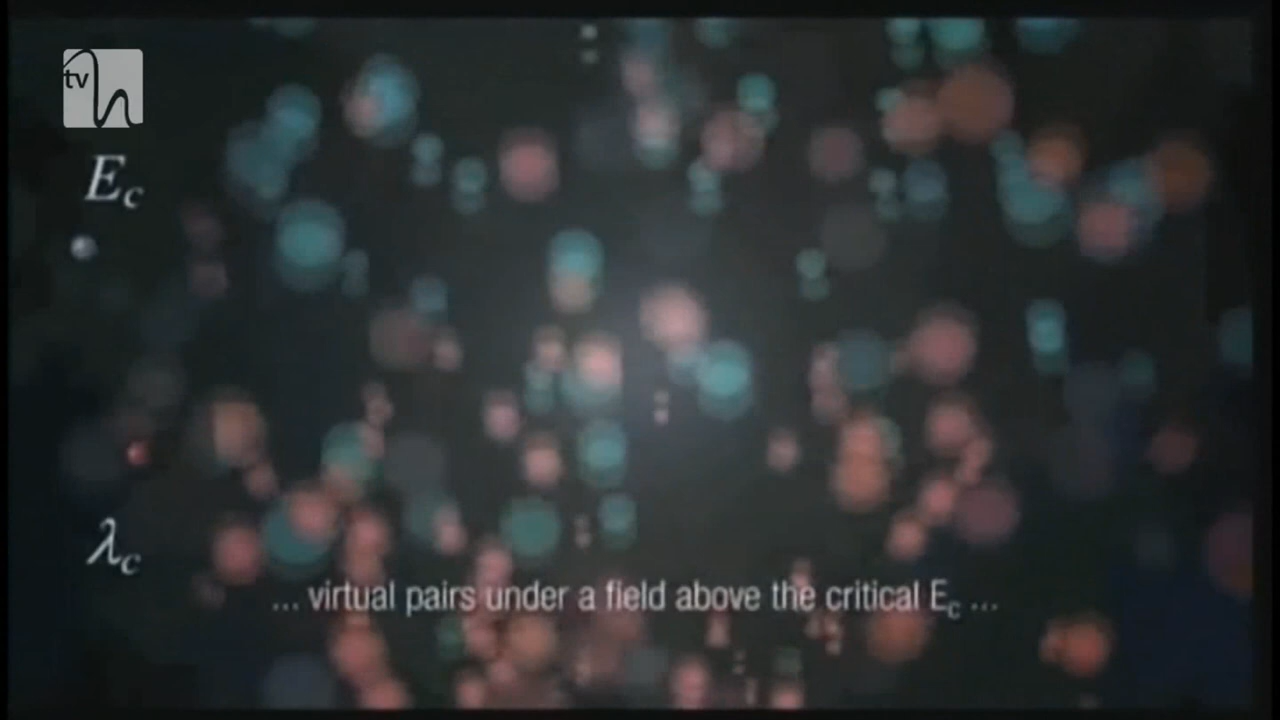 tv h
E_c
λ_c
... virtual pairs under a field above the critical E_c ...